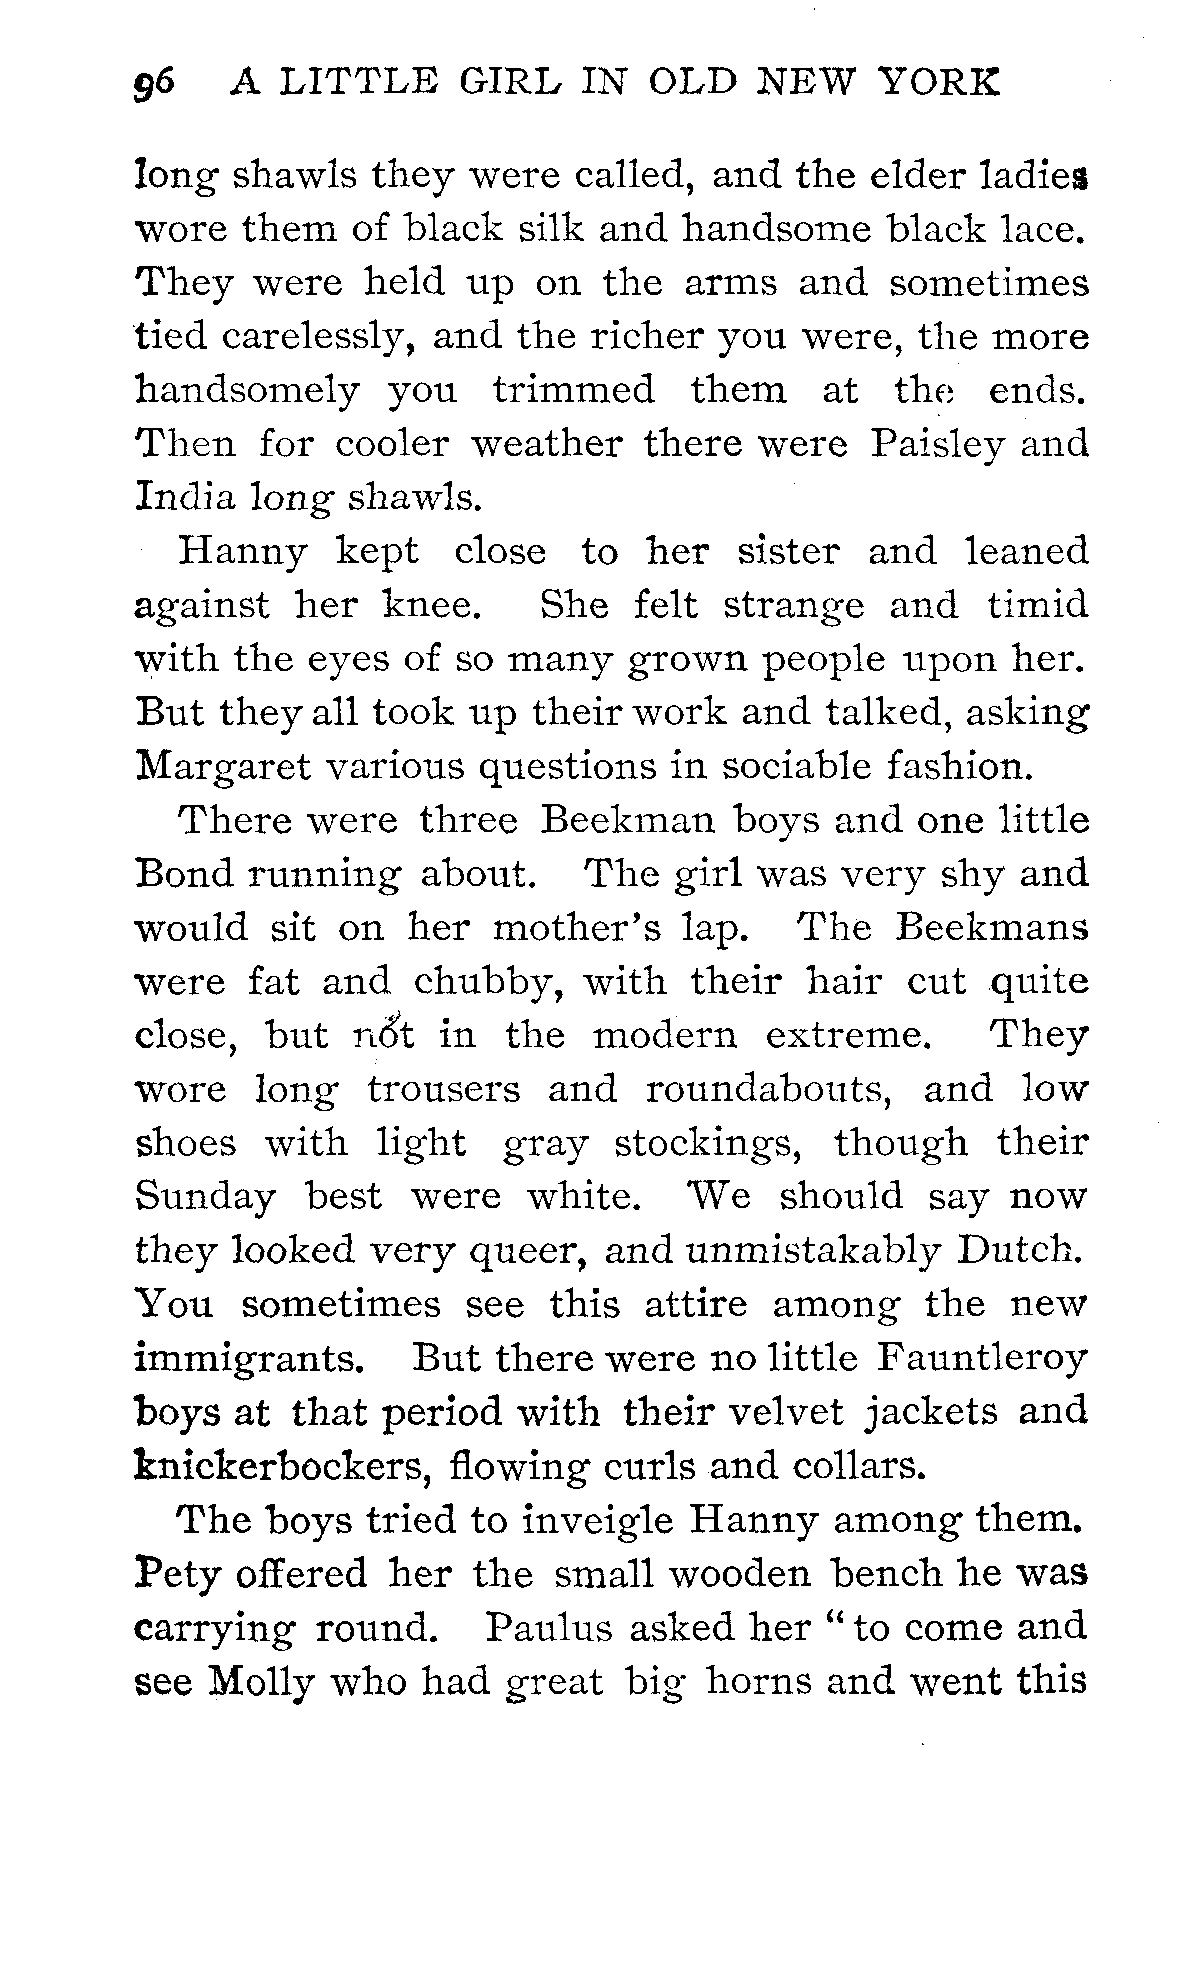 96 A LITTLE GIRL IN OLD NEW YORK
long shawls they were called, and the elder ladies
wore them of black silk and handsome black lace.
They were held up on the arms and sometimes
tied carelessly, and the richer you were, the more
handsomely you trimmed them at the ends.
Then for cooler weather there were Paisley and
India long shawls.
Hanny kept close to her sister and leaned
against her knee. She felt strange and timid
with the eyes of so many grown people upon her.
But they all took up their work and talked, asking
Margaret various questions in sociable fashion.
There were three Beekman boys and one little
Bond running about. The girl was very shy and
would sit on her mother's lap. The Beekmans
were fat and chubby, with their hair cut quite
close, but not in the modern extreme. They
wore long trousers and roundabouts, and low
shoes with light gray stockings, though their
Sunday best were white. We should say now
they looked very queer, and unmistakably Dutch.
You sometimes see this attire among the new
immigrants. But there were no little Fauntleroy
boys at that period with their velvet jackets and
knickerbockers, flowing curls and collars.
The boys tried to inveigle Hanny among them.
Pety offered her the small wooden bench he was
carrying round. Paulus asked her "to come and
see Molly who had great big horns and went this